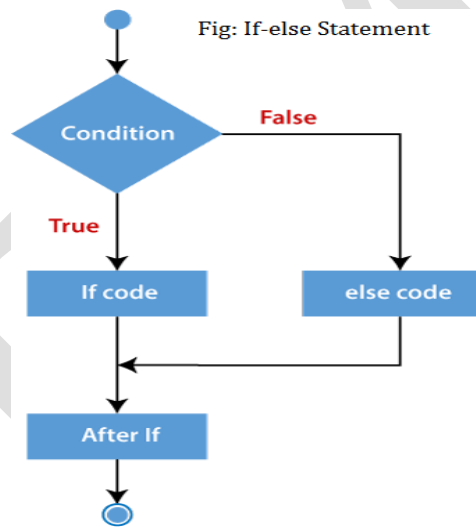 Fig: If-else Statement
Condition
False
True
If code
else code
After If